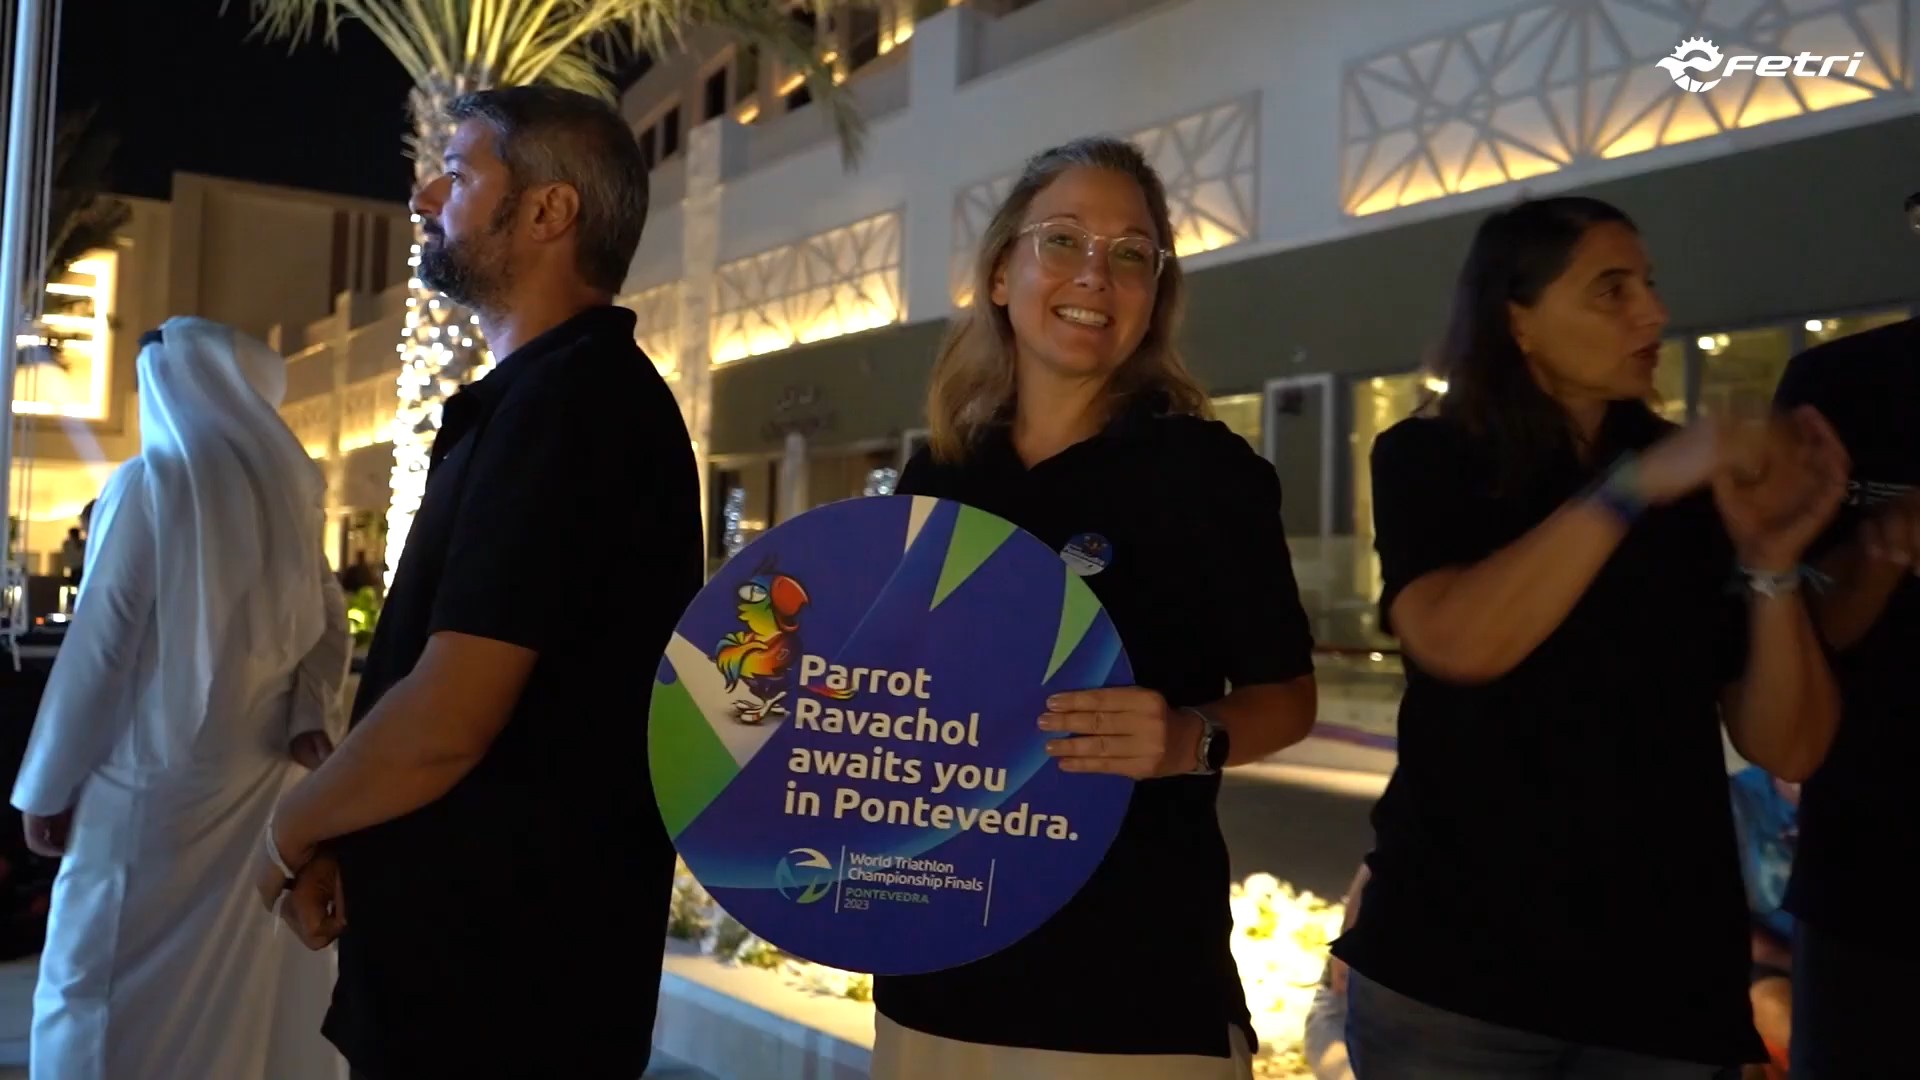 fetri
Parrot
Ravachol
awaits you
in Pontevedra.
World Triathlon
Championship Finals
PONTEVEDRA
2023